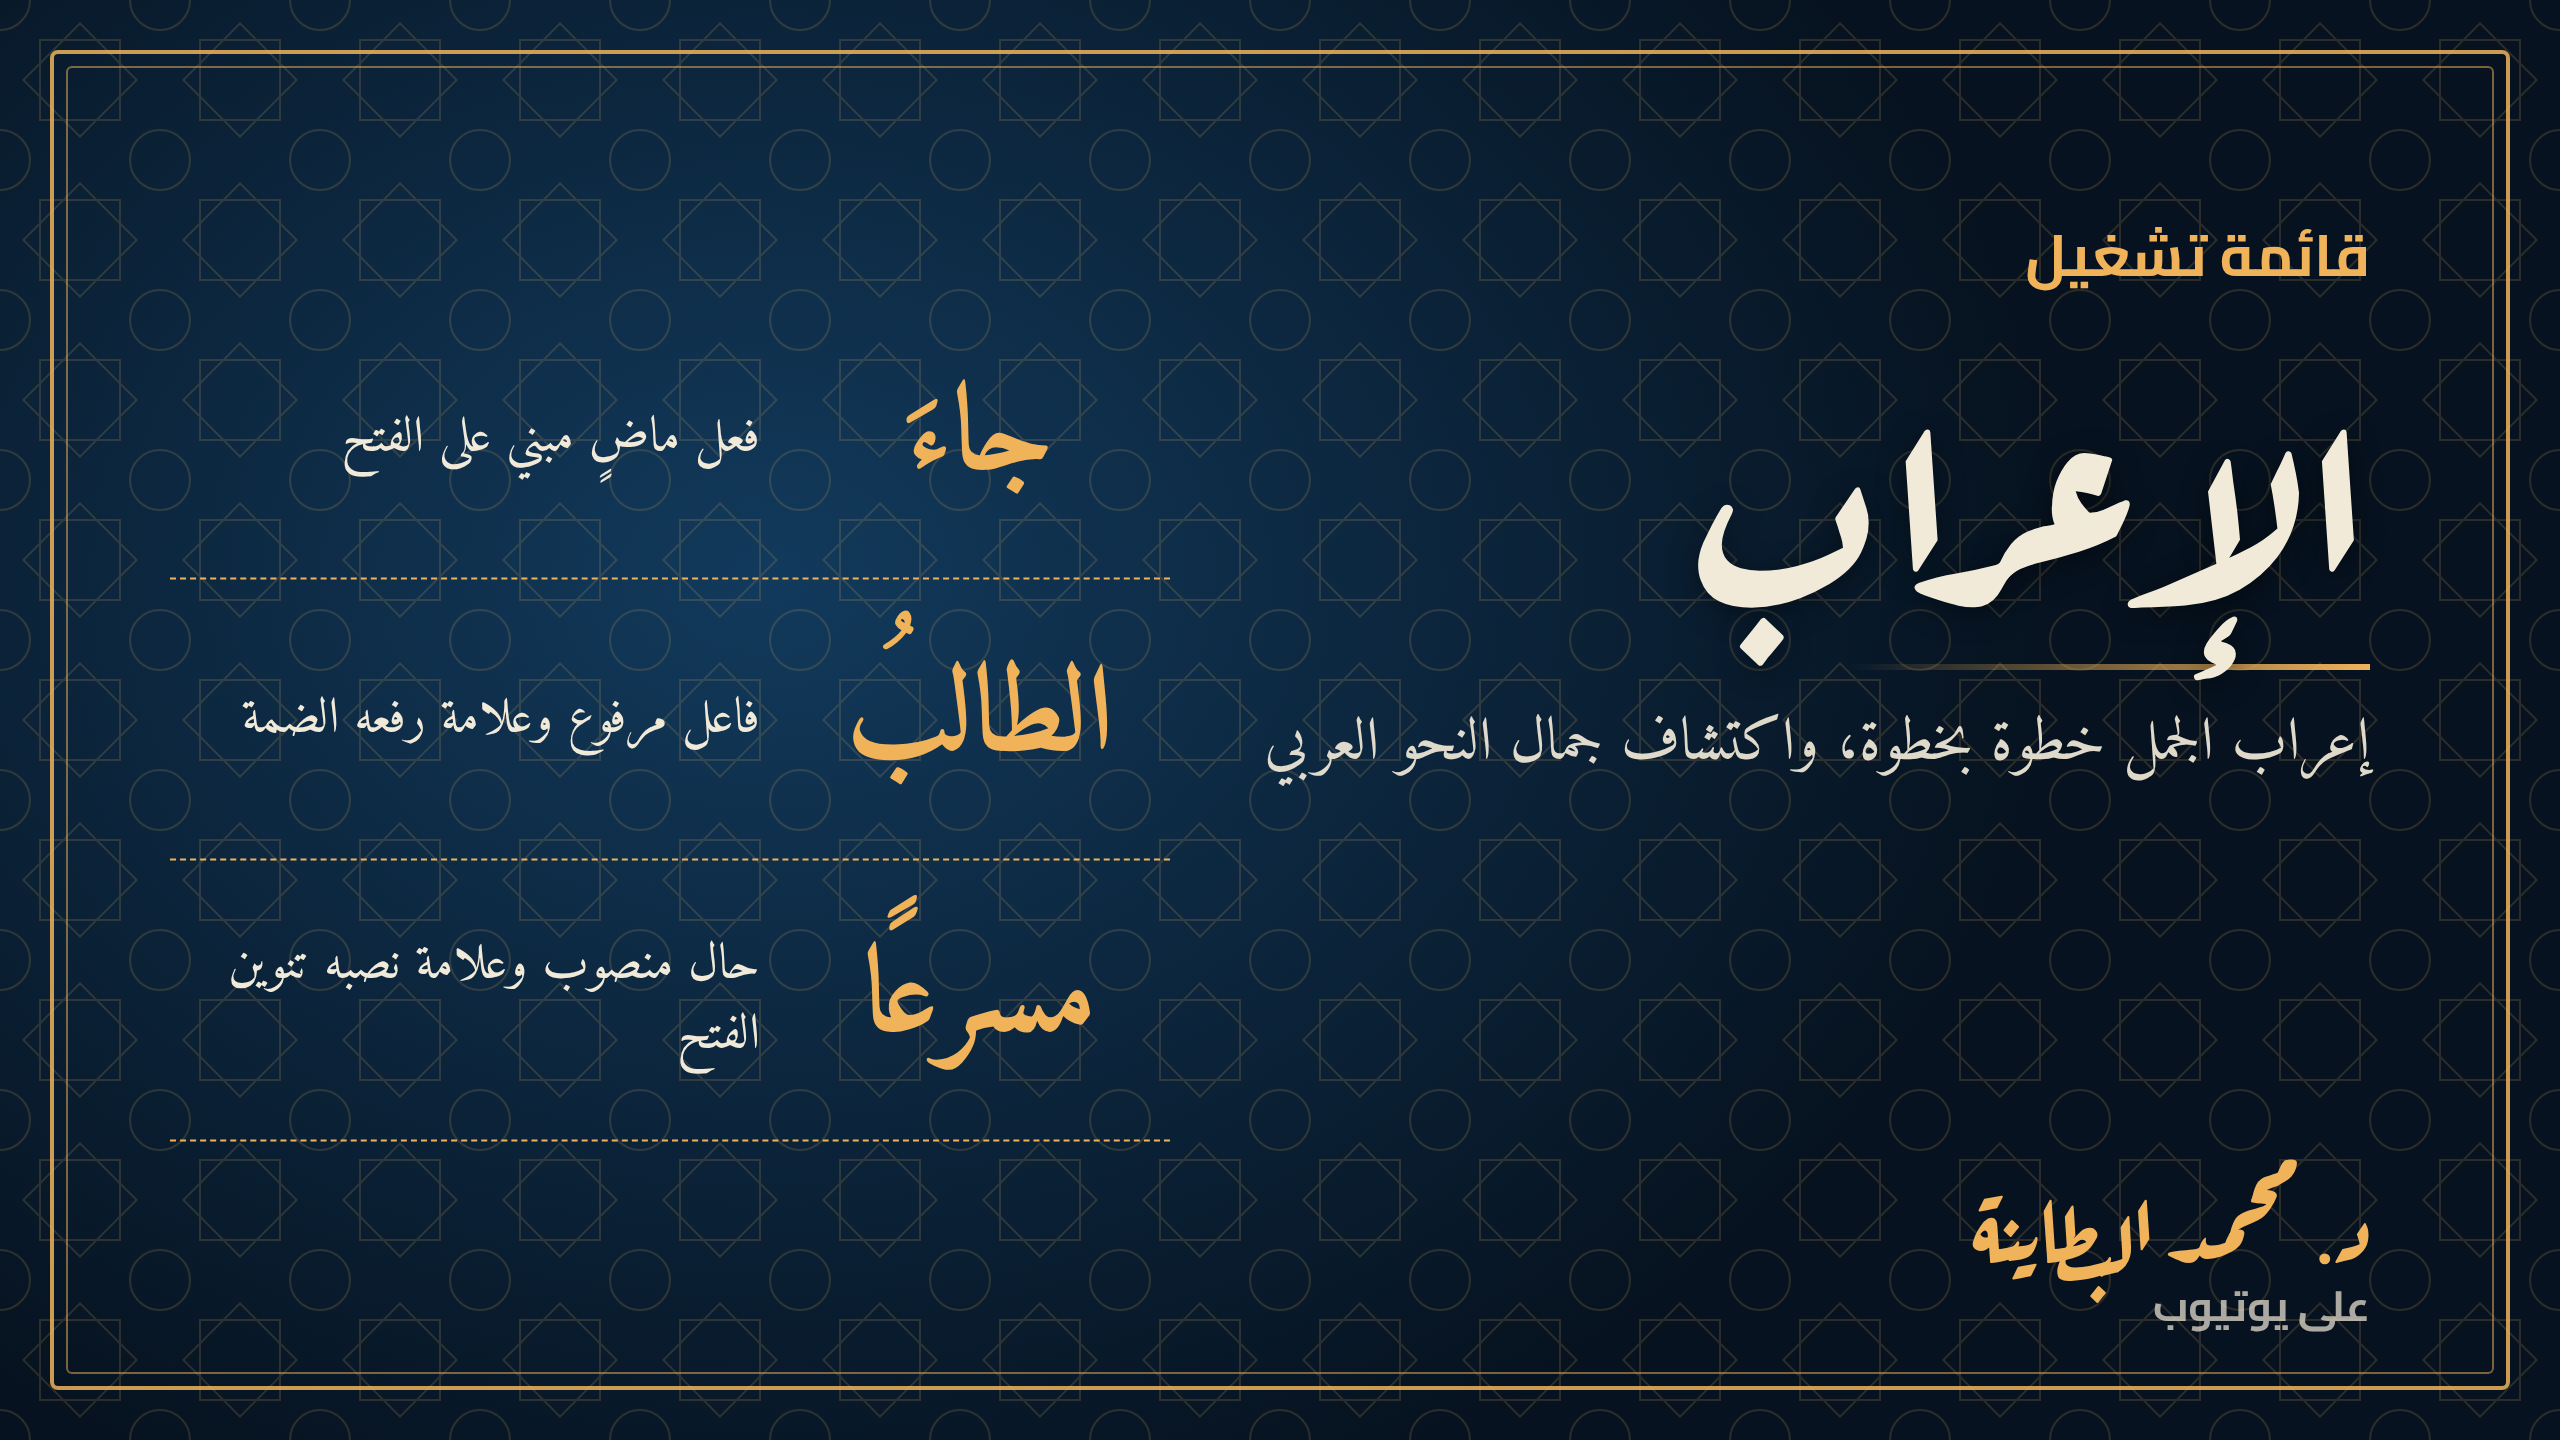 قائمة تشغيل
الإعراب
إعراب الجمل خطوة بخطوة، واكتشاف جمال النحو العربي
جاءَ
فعل ماضٍ مبني على الفتح
الطالبُ
فاعل مرفوع وعلامة رفعه الضمة
مسرعًا
حال منصوب وعلامة نصبه تنوين
الفتح
د. محمد البطاينة
على يوتيوب